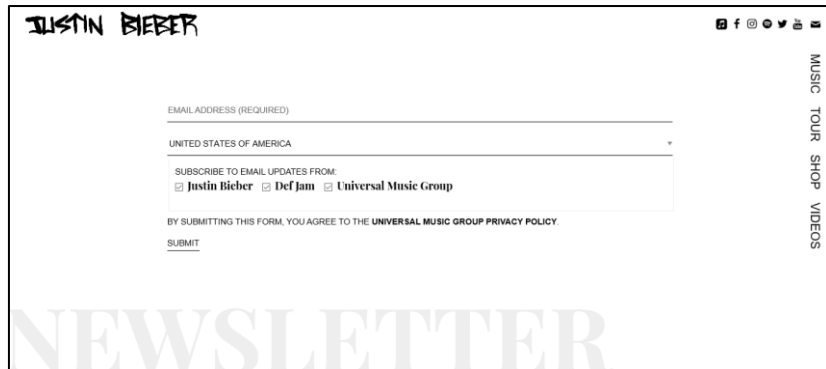 JUSTIN BIEBER
MUSIC TOUR SHOP VIDEOS
EMAIL ADDRESS (REQUIRED)
UNITED STATES OF AMERICA
SUBSCRIBE TO EMAIL UPDATES FROM:
Justin Bieber Def Jam Universal Music Group
BY SUBMITTING THIS FORM, YOU AGREE TO THE UNIVERSAL MUSIC GROUP PRIVACY POLICY.
SUBMIT
NEWSLETTER